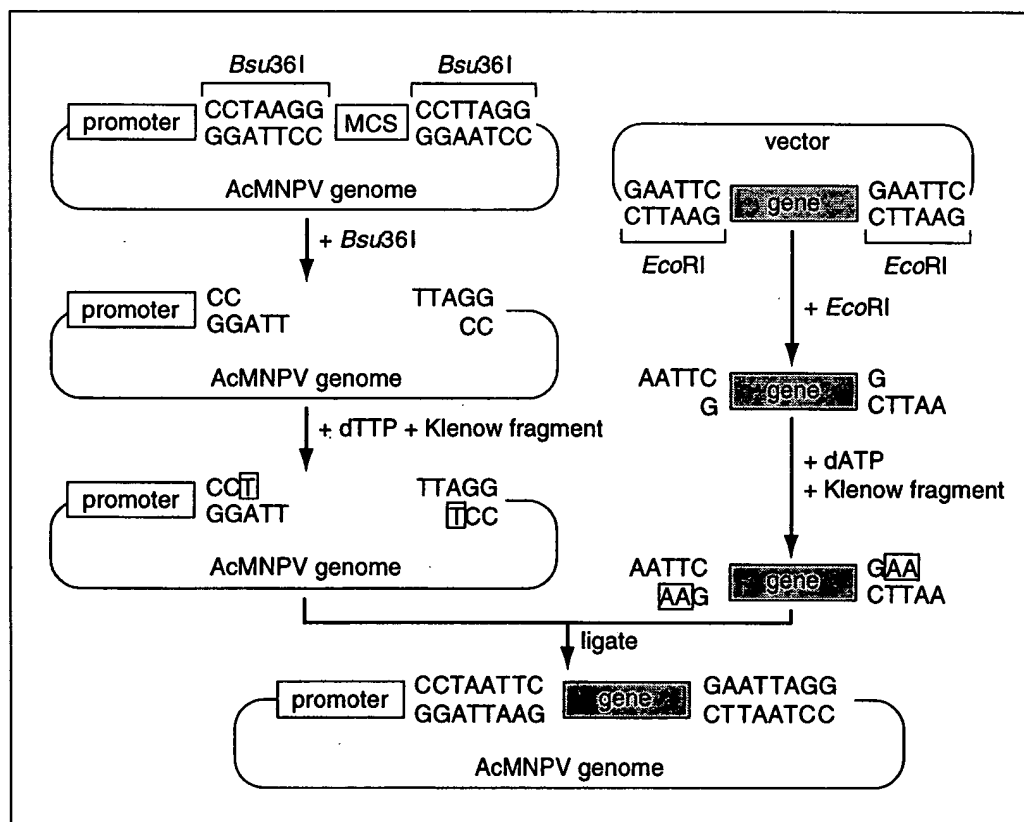 Bsu36I
Bsu36I
promoter
CCTAAGG
GGATTCC
MCS
CCTTAGG
GGAATCC
AcMNPV genome
vector
GAATTC
CTTAAG
gene
GAATTC
CTTAAG
EcoRI
EcoRI
+ Bsu36I
promoter
CC
GGATT
TTAGG
CC
AcMNPV genome
+ EcoRI
AATTC
G
gene
G
CTTAA
+ dTTP + Klenow fragment
+ dATP
+ Klenow fragment
promoter
CCT
GGATT
TTAGG
TCC
AcMNPV genome
AATTC
AAG
gene
GAA
CTTAA
ligate
promoter
CCTAATTC
GGATTAAG
gene
GAATTAGG
CTTAATCC
AcMNPV genome